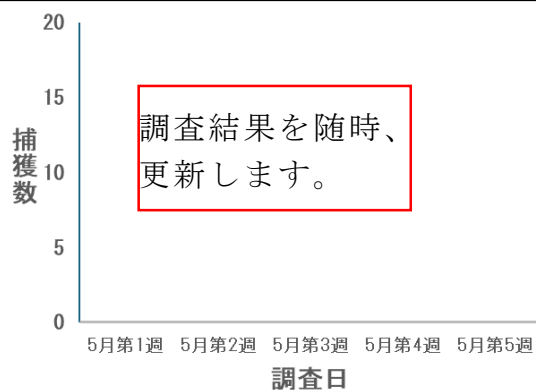 20
15
10
5
0
捕獲数
調査結果を随時、
更新します。
5月第1週 5月第2週 5月第3週 5月第4週 5月第5週
調査日